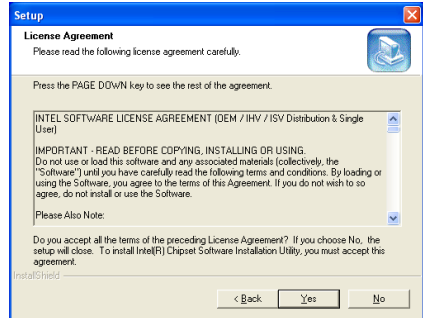 Setup
License Agreement
Please read the following license agreement carefully.
Press the PAGE DOWN key to see the rest of the agreement.
INTEL SOFTWARE LICENSE AGREEMENT (OEM / IHV / ISV Distribution & Single
User)
IMPORTANT - READ BEFORE COPYING, INSTALLING OR USING.
Do not use or load this software and any associated materials (collectively, the
"Software") until you have carefully read the following terms and conditions. By loading or
using the Software, you agree to the terms of this Agreement. If you do not wish to so
agree, do not install or use the Software.
Please Also Note:
Do you accept all the terms of the preceding License Agreement? If you choose No, the
setup will close. To install Intel(R) Chipset Software Installation Utility, you must accept this
agreement.
InstallShield
< Back Yes No